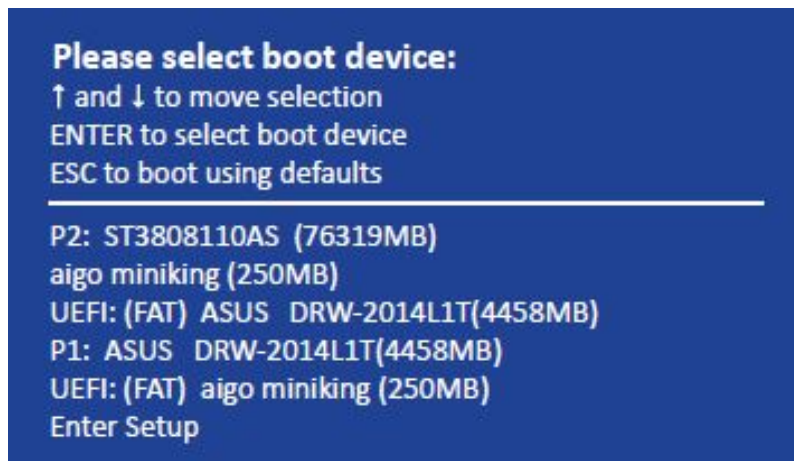 Please select boot device:
↑ and ↓ to move selection
ENTER to select boot device
ESC to boot using defaults
P2: ST3808110AS (76319MB)
aigo miniking (250MB)
UEFI: (FAT) ASUS DRW-2014L1T(4458MB)
P1: ASUS DRW-2014L1T(4458MB)
UEFI: (FAT) aigo miniking (250MB)
Enter Setup